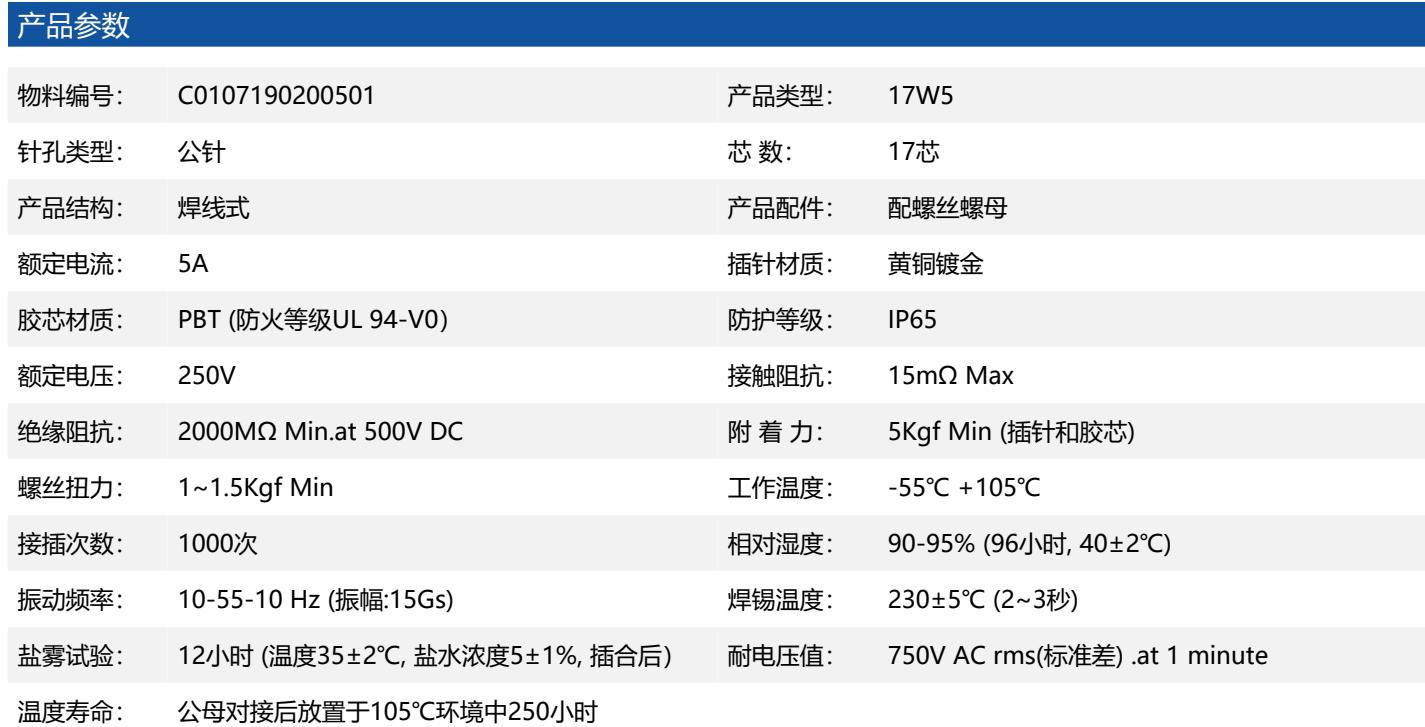 产品参数
物料编号： C0107190200501 产品类型： 17W5
针孔类型： 公针 芯 数： 17芯
产品结构： 焊线式 产品配件： 配螺丝螺母
额定电流： 5A 插针材质： 黄铜镀金
胶芯材质： PBT (防火等级UL 94-V0） 防护等级： IP65
额定电压： 250V 接触阻抗： 15mΩ Max
绝缘阻抗： 2000MΩ Min.at 500V DC 附 着 力： 5Kgf Min (插针和胶芯)
螺丝扭力： 1~1.5Kgf Min 工作温度： -55℃ +105℃
接插次数： 1000次 相对湿度： 90-95% (96小时, 40±2℃)
振动频率： 10-55-10 Hz (振幅:15Gs) 焊锡温度： 230±5℃ (2~3秒)
盐雾试验： 12小时 (温度35±2℃, 盐水浓度5±1%, 插合后） 耐电压值： 750V AC rms(标准差) .at 1 minute
温度寿命： 公母对接后放置于105℃环境中250小时